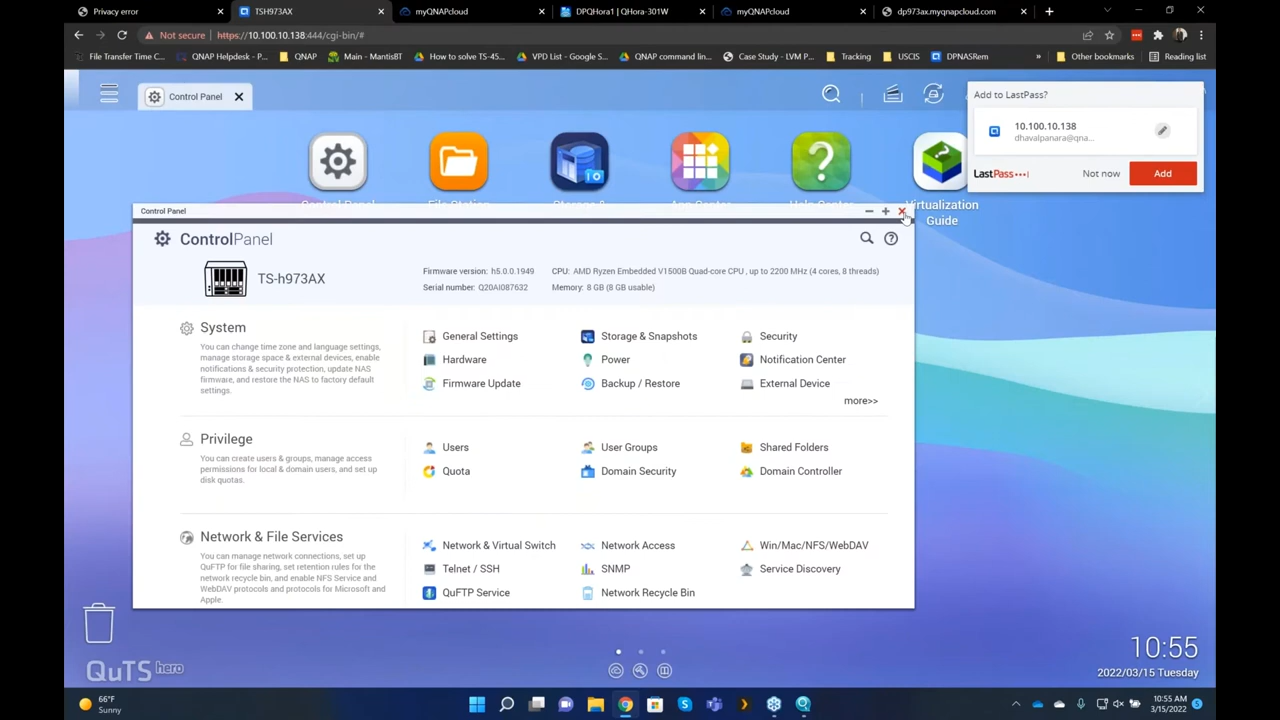 Privacy error
TSH973AX
myQNAPcloud
DPQHora1 | QHora-301W
myQNAPcloud
dp973ax.myqnapcloud.com
Not secure
https://10.100.10.138:444/cgi-bin/#
File Transfer Time C...
QNAP Helpdesk - P...
QNAP
Main - MantisBT
How to solve TS-45...
VPD List - Google S...
QNAP command lin...
Case Study - LVM P...
Tracking
USCIS
DPNASRem
»
Other bookmarks
Reading list
Control Panel
Add to LastPass?
10.100.10.138
dhavalpanara@qna...
LastPass
Not now
Add
Virtualization
Guide
Control Panel
ControlPanel
TS-h973AX
Firmware version: h5.0.0.1949
Serial number: Q20AI087632
CPU: AMD Ryzen Embedded V1500B Quad-core CPU , up to 2200 MHz (4 cores, 8 threads)
Memory: 8 GB (8 GB usable)
System
You can change time zone and language settings,
manage storage space & external devices, enable
notifications & security protection, update NAS
firmware, and restore the NAS to factory default
settings.
General Settings
Storage & Snapshots
Security
Hardware
Power
Notification Center
Firmware Update
Backup / Restore
External Device
more>>
Privilege
You can create users & groups, manage access
permissions for local & domain users, and set up
disk quotas.
Users
User Groups
Shared Folders
Quota
Domain Security
Domain Controller
Network & File Services
You can manage network connections, set up
QuFTP for file sharing, set retention rules for the
network recycle bin, and enable NFS Service and
WebDAV protocols and protocols for Microsoft and
Apple.
Network & Virtual Switch
Network Access
Win/Mac/NFS/WebDAV
Telnet / SSH
SNMP
Service Discovery
QuFTP Service
Network Recycle Bin
QuTS hero
10:55
2022/03/15 Tuesday
66°F
Sunny
10:55 AM
3/15/2022